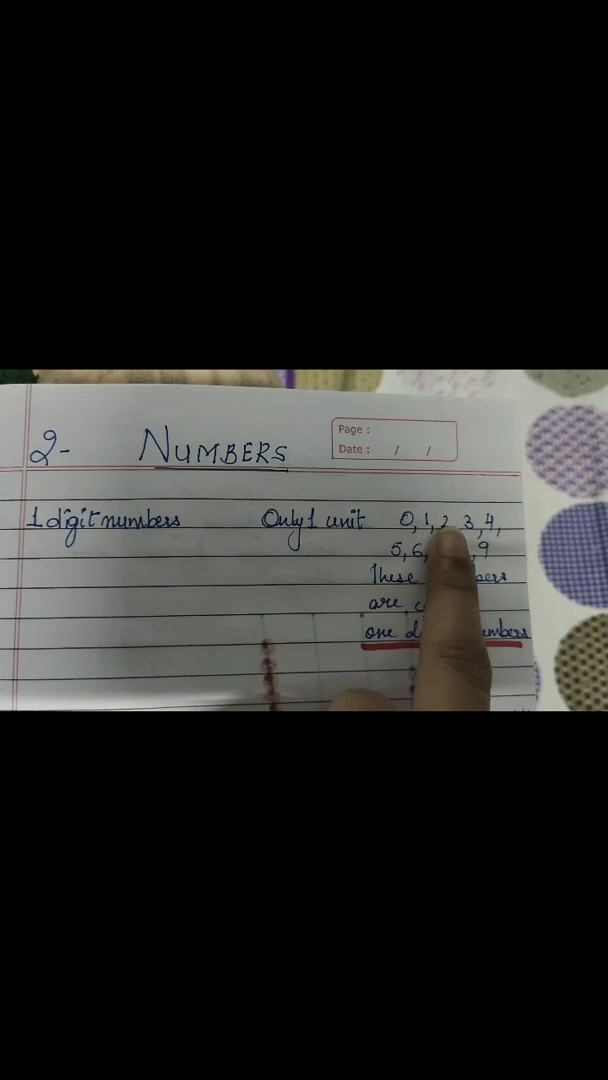 2- NUMBERS
Page :
Date : / /
1 digit numbers Only 1 unit 0, 1, 2, 3, 4,
5, 6, 9
These
are
one